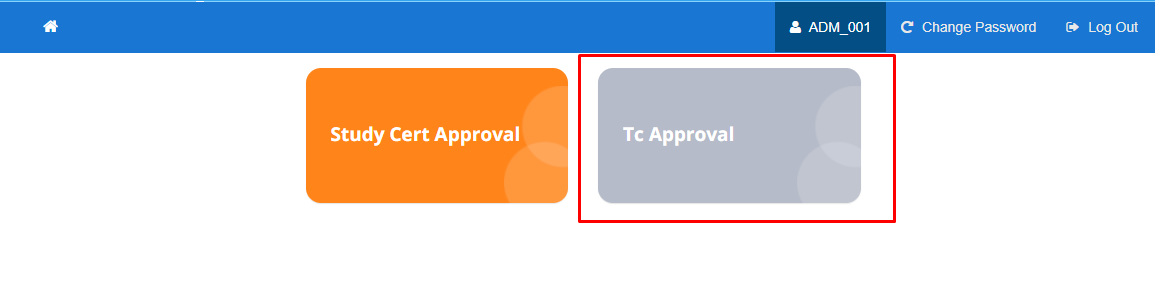 ADM_001
Change Password
Log Out
Study Cert Approval
Tc Approval